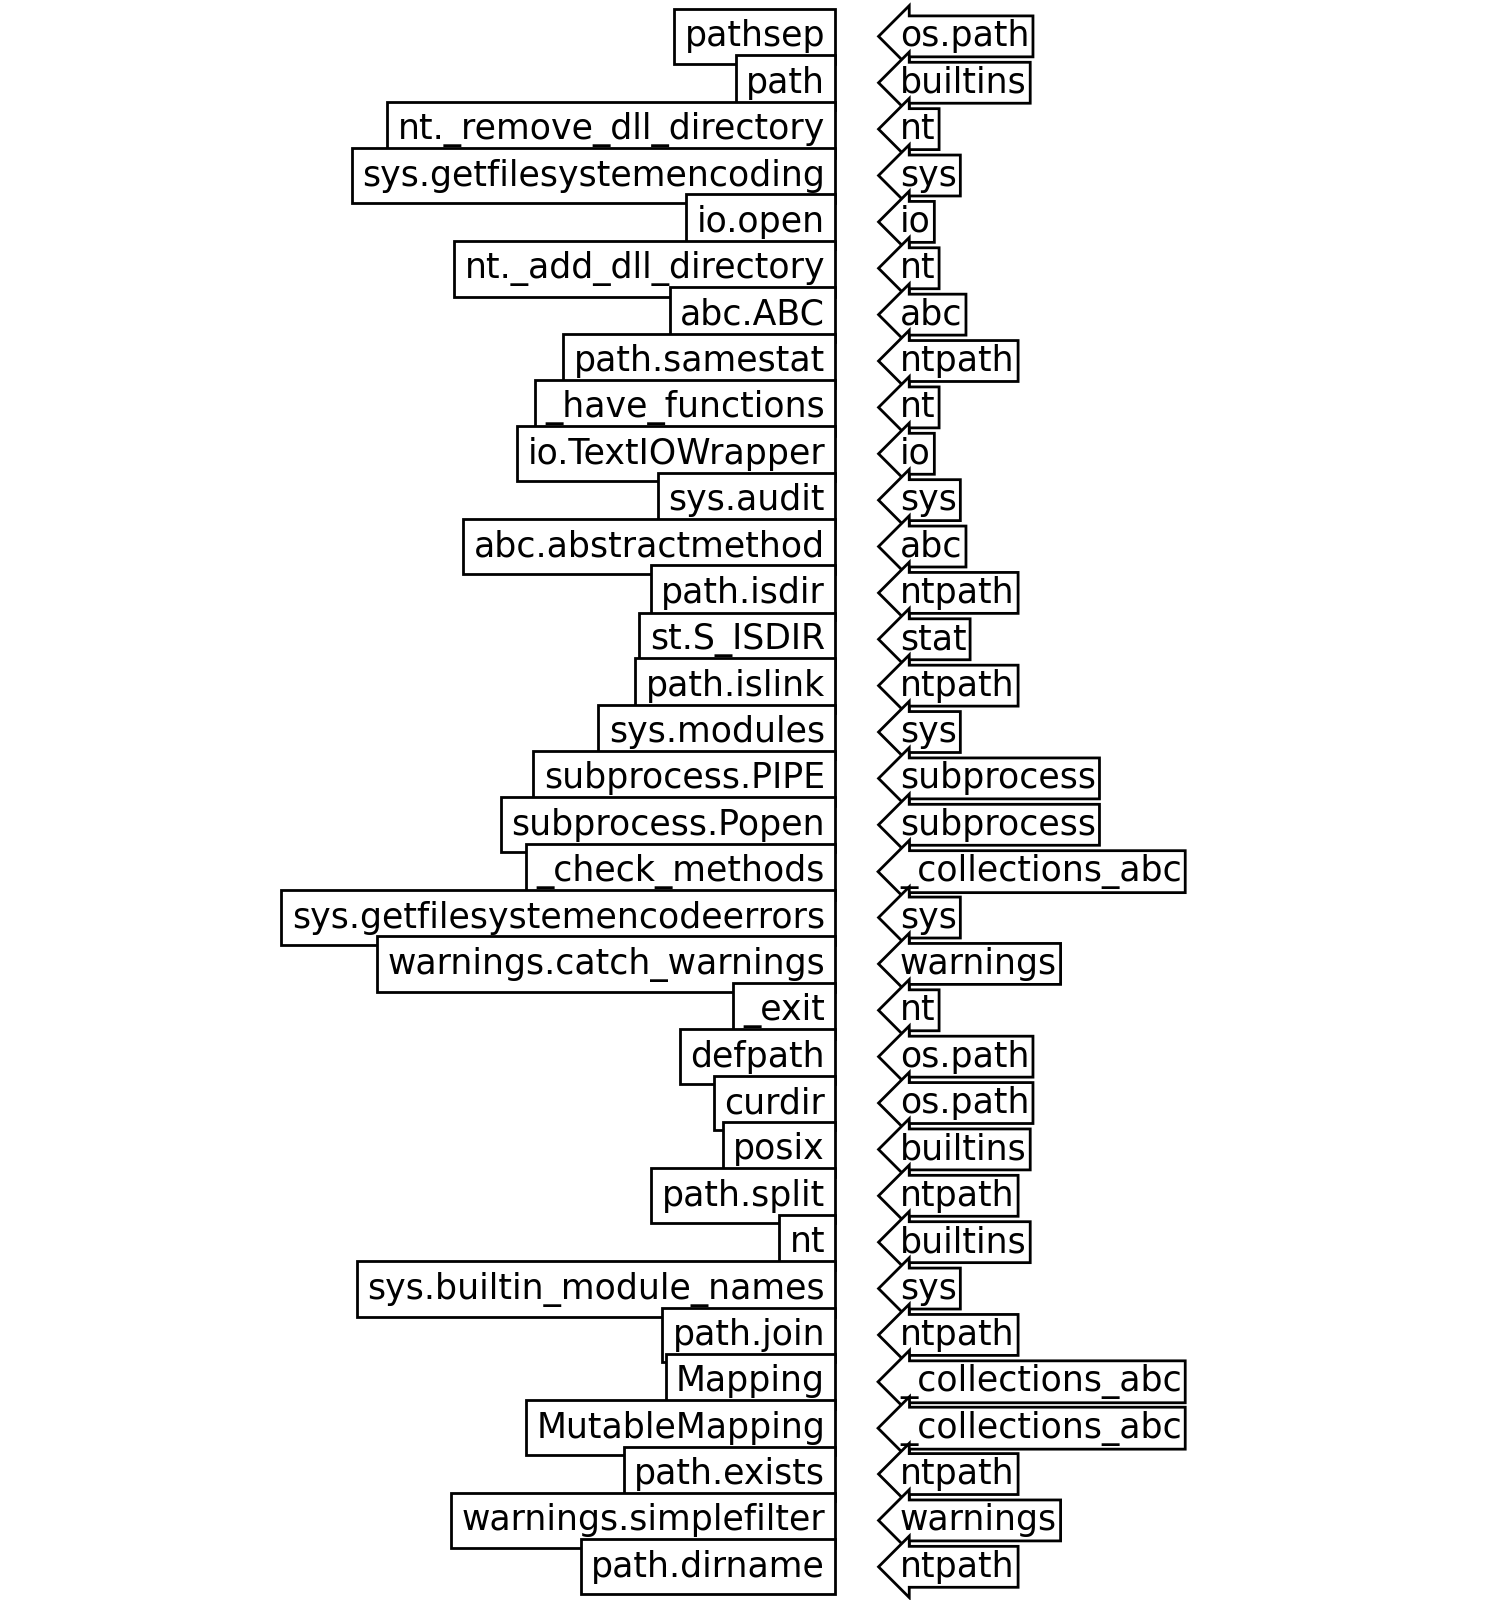 pathsep os.path
path builtins
nt._remove_dll_directory nt
sys.getfilesystemencoding sys
io.open io
nt._add_dll_directory nt
abc.ABC abc
path.samestat ntpath
_have_functions nt
io.TextIOWrapper io
sys.audit sys
abc.abstractmethod abc
path.isdir ntpath
st.S_ISDIR stat
path.islink ntpath
sys.modules sys
subprocess.PIPE subprocess
subprocess.Popen subprocess
_check_methods _collections_abc
sys.getfilesystemencodeerrors sys
warnings.catch_warnings warnings
_exit nt
defpath os.path
curdir os.path
posix builtins
path.split ntpath
nt builtins
sys.builtin_module_names sys
path.join ntpath
Mapping _collections_abc
MutableMapping _collections_abc
path.exists ntpath
warnings.simplefilter warnings
path.dirname ntpath